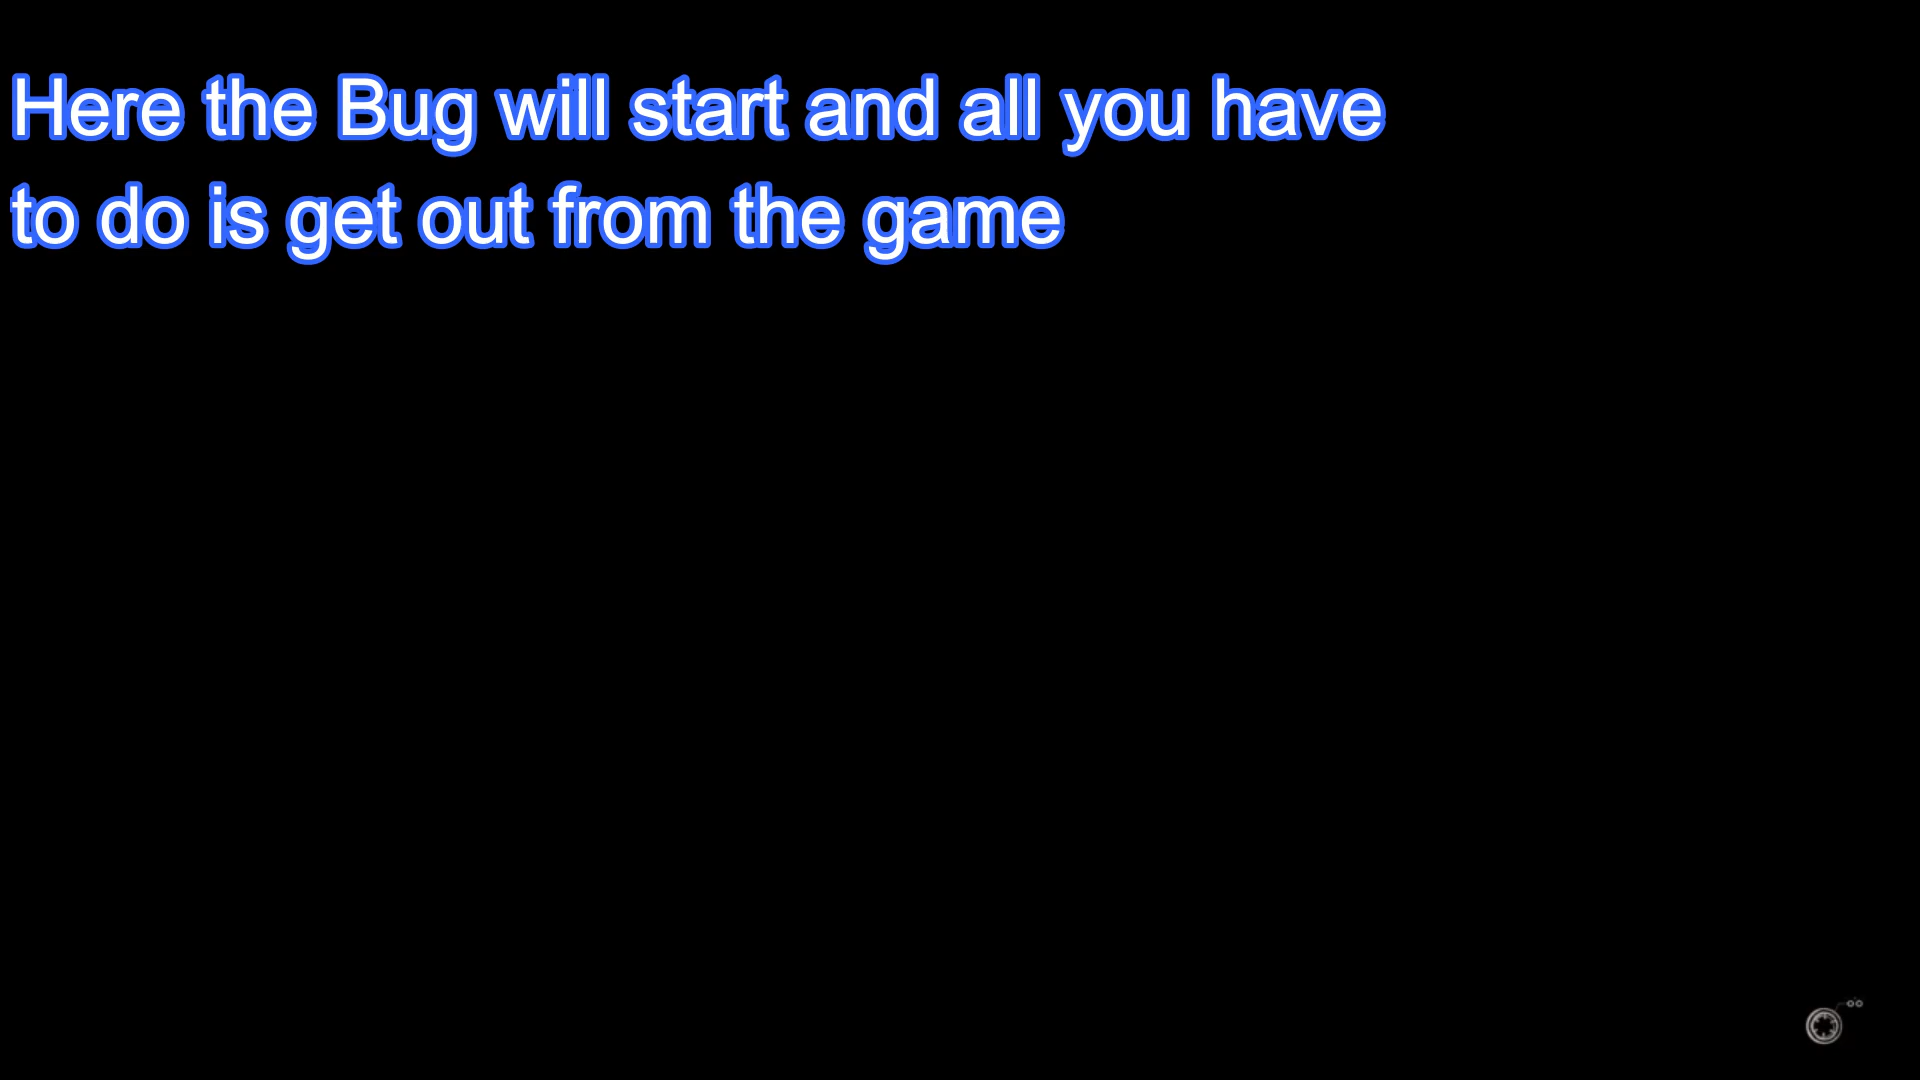 Here the Bug will start and all you have
to do is get out from the game